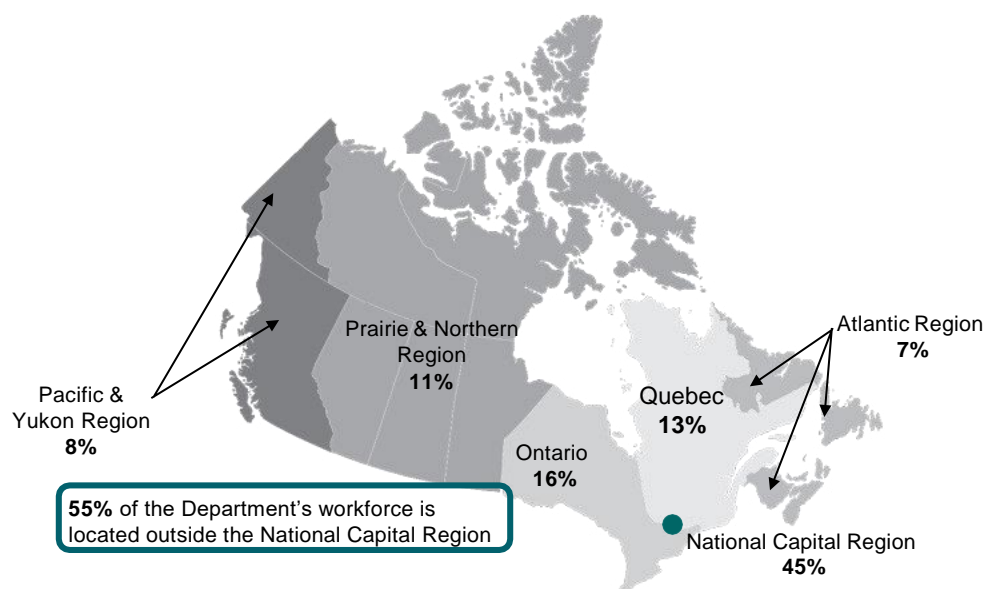 Prairie & Northern
Region
11%
Atlantic Region
7%
Pacific &
Yukon Region
8%
Quebec
13%
Ontario
16%
55% of the Department’s workforce is
located outside the National Capital Region
National Capital Region
45%